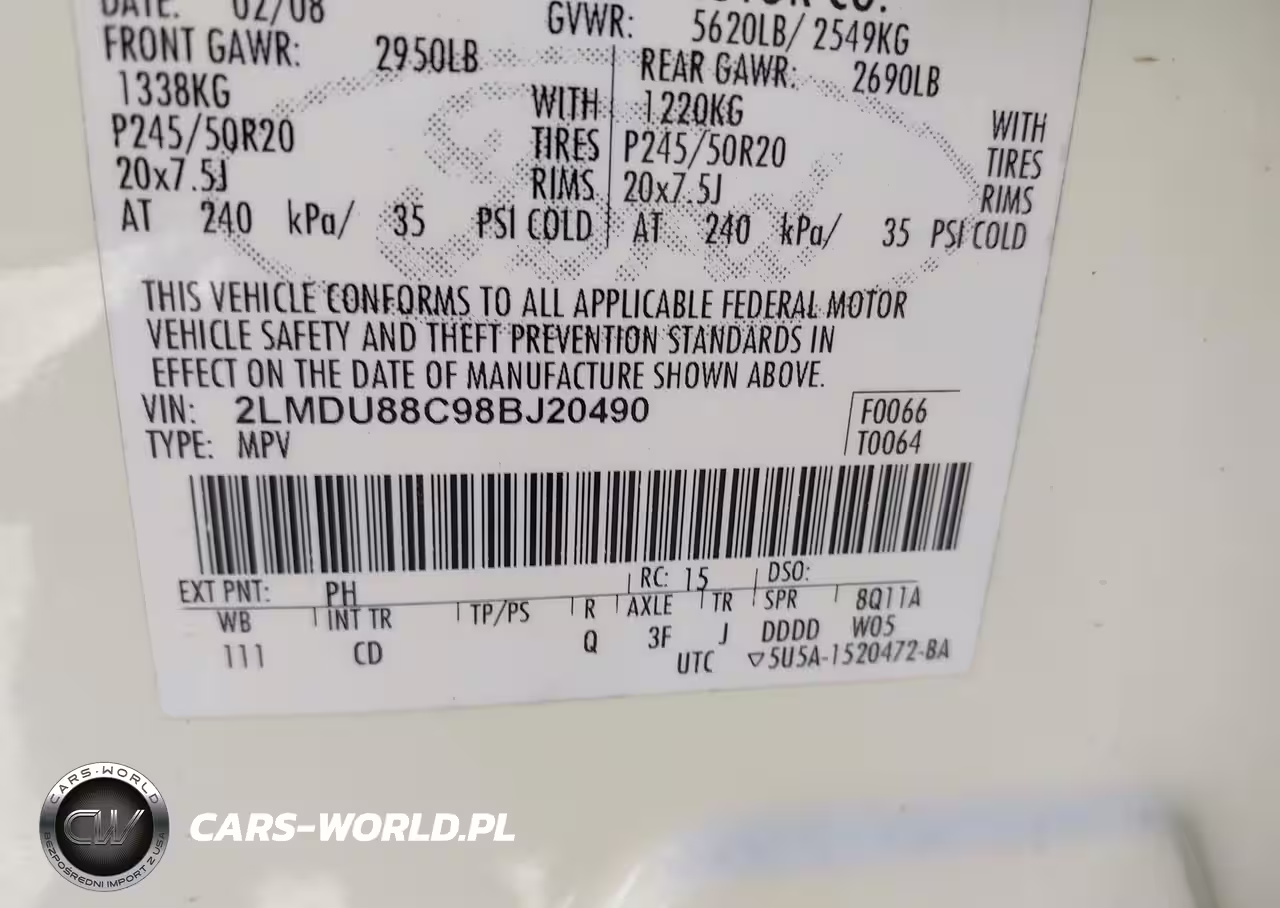 DATE: 02/08
MOTOR CO.
GVWR: 5620LB/ 2549KG
FRONT GAWR: 2950LB
REAR GAWR: 2690LB
1338KG WITH
1220KG WITH
P245/50R20 TIRES
P245/50R20 TIRES
20x7.5J RIMS
20x7.5J RIMS
AT 240 kPa/ 35 PSI COLD
AT 240 kPa/ 35 PSI COLD
THIS VEHICLE CONFORMS TO ALL APPLICABLE FEDERAL MOTOR
VEHICLE SAFETY AND THEFT PREVENTION STANDARDS IN
EFFECT ON THE DATE OF MANUFACTURE SHOWN ABOVE.
VIN: 2LMDU88C98BJ20490
F0066
TYPE: MPV
T0064
EXT PNT: PH RC: 15 DSO:
WB INT TR TP/PS R AXLE TR SPR 8Q11A
111 CD Q 3F J DDDD W05
UTC ▽5U5A-1520472-BA
CARS-WORLD
CW
BEZPOŚREDNI IMPORT Z USA
CARS-WORLD.PL